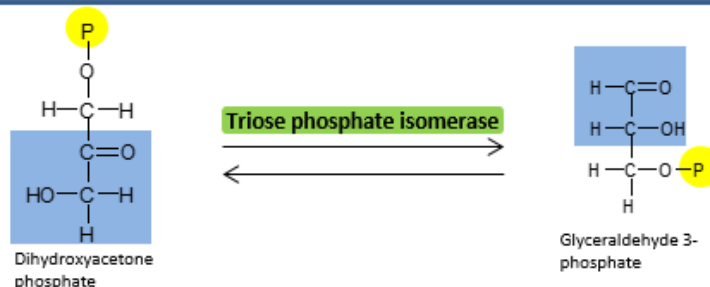 P
O
H—C—H
C=O
HO—C—H
H
Dihydroxyacetone
phosphate
Triose phosphate isomerase
H—C=O
H—C—OH
H—C—O—P
H
Glyceraldehyde 3-
phosphate